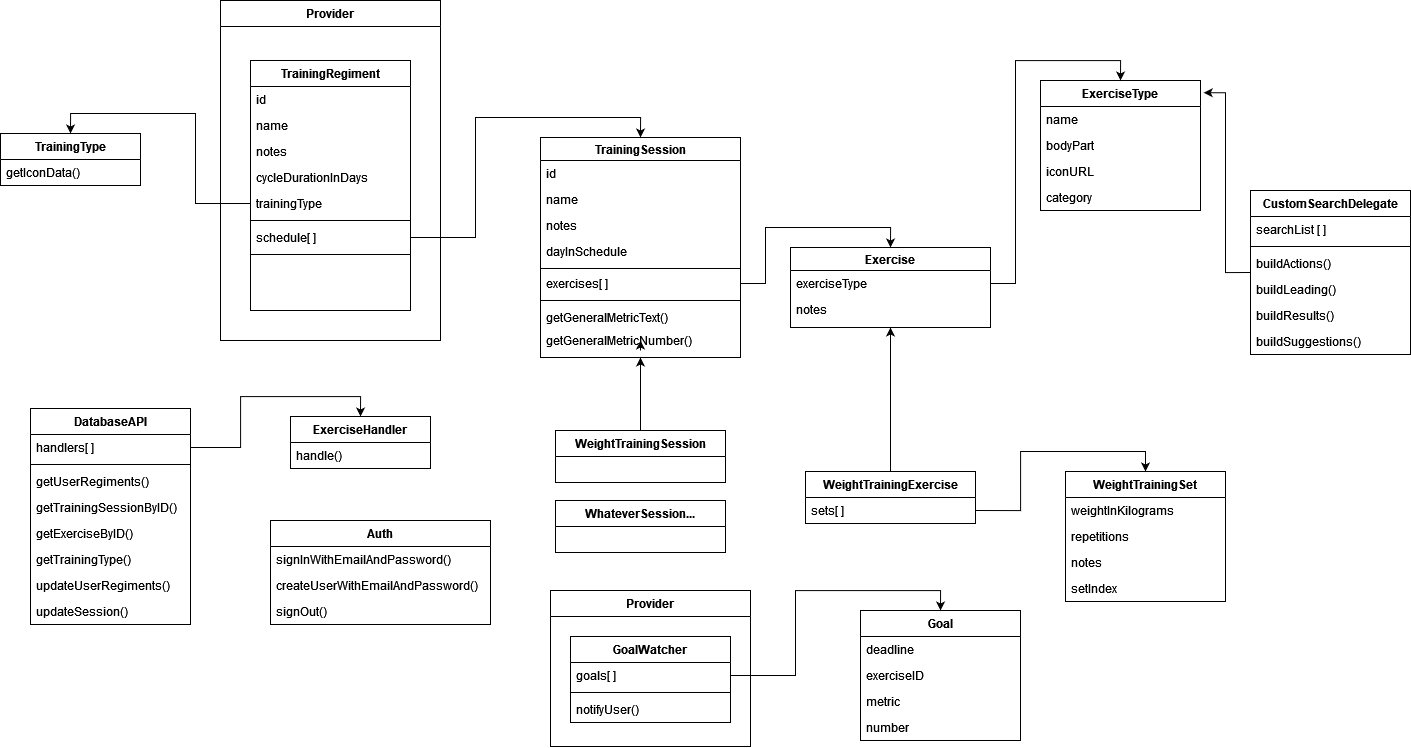 Provider
TrainingRegiment
id
name
notes
cycleDurationInDays
trainingType
schedule[ ]
TrainingType
getIconData()
TrainingSession
id
name
notes
dayInSchedule
exercises[ ]
getGeneralMetricText()
getGeneralMetricNumber()
Exercise
exerciseType
notes
ExerciseType
name
bodyPart
iconURL
category
CustomSearchDelegate
searchList [ ]
buildActions()
buildLeading()
buildResults()
buildSuggestions()
DatabaseAPI
handlers[ ]
getUserRegiments()
getTrainingSessionByID()
getExerciseByID()
getTrainingType()
updateUserRegiments()
updateSession()
ExerciseHandler
handle()
Auth
signInWithEmailAndPassword()
createUserWithEmailAndPassword()
signOut()
WeightTrainingSession
WhateverSession...
WeightTrainingExercise
sets[ ]
WeightTrainingSet
weightInKilograms
repetitions
notes
setIndex
Provider
GoalWatcher
goals[ ]
notifyUser()
Goal
deadline
exerciseID
metric
number